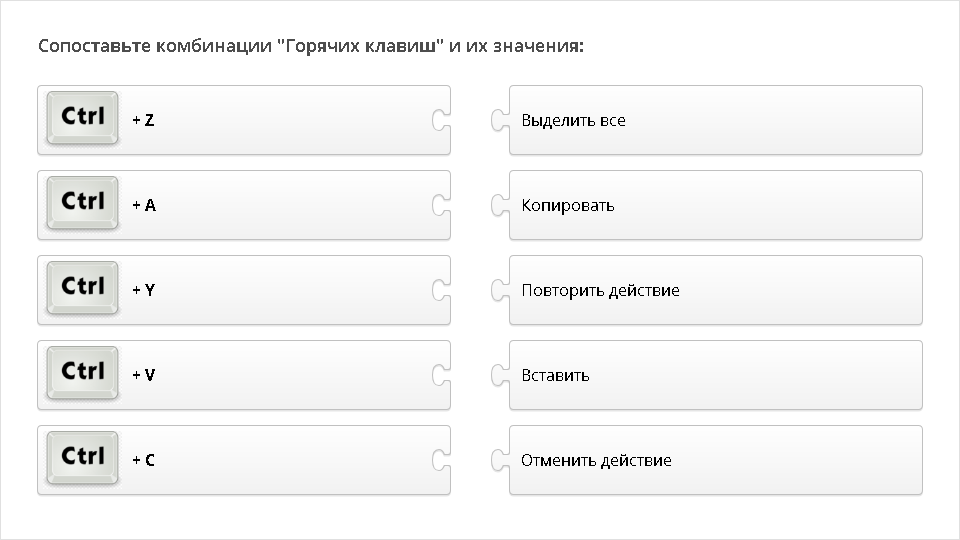 Сопоставьте комбинации "Горячих клавиш" и их значения:
Ctrl + Z
Выделить все
Ctrl + A
Копировать
Ctrl + Y
Повторить действие
Ctrl + V
Вставить
Ctrl + C
Отменить действие